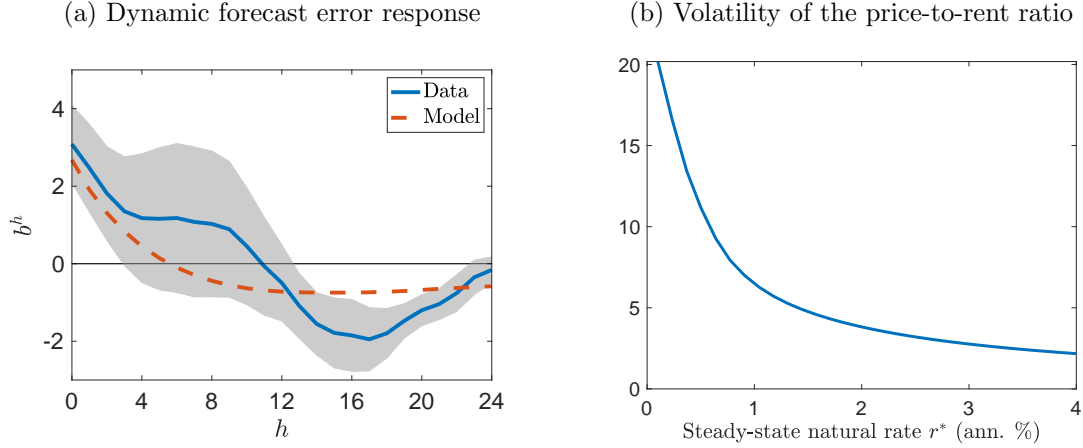 (a) Dynamic forecast error response
4
2
0
-2
b^h
0 4 8 12 16 20 24
h
Data
Model
(b) Volatility of the price-to-rent ratio
20
15
10
5
0
0 1 2 3 4
Steady-state natural rate r* (ann. %)